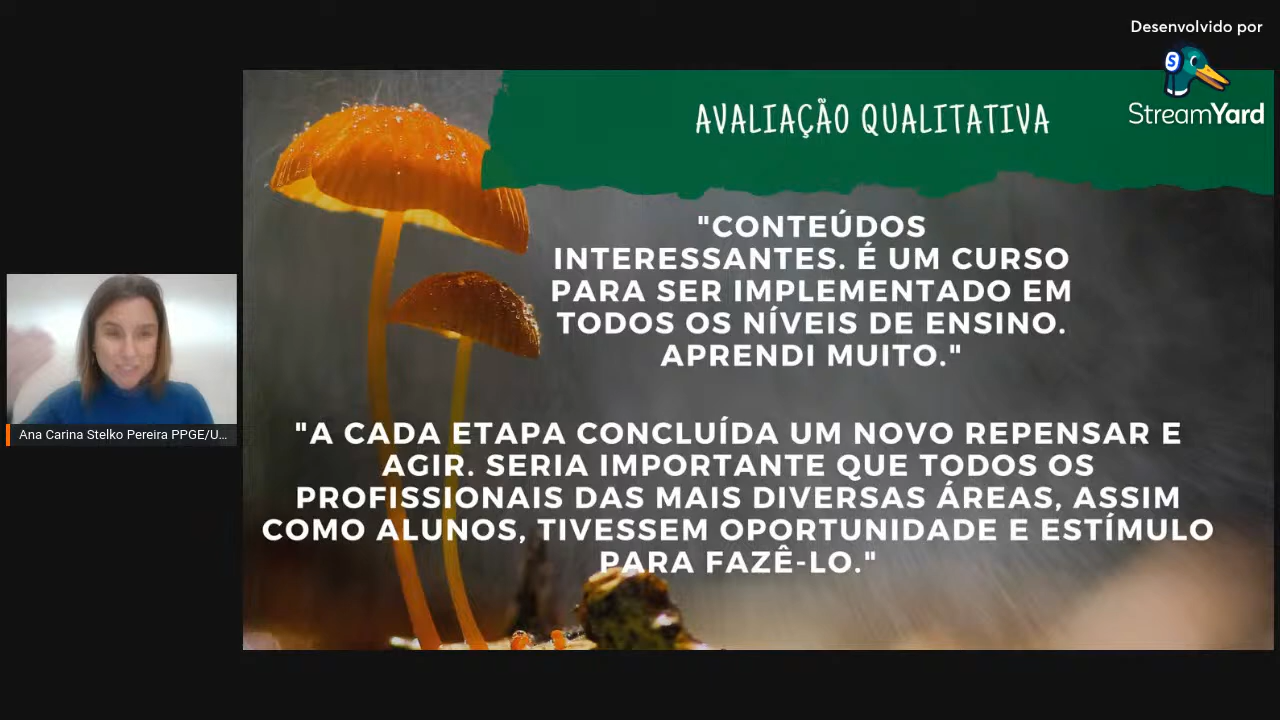 Desenvolvido por
S
StreamYard
AVALIAÇÃO QUALITATIVA
"CONTEÚDOS
INTERESSANTES. É UM CURSO
PARA SER IMPLEMENTADO EM
TODOS OS NÍVEIS DE ENSINO.
APRENDI MUITO."
"A CADA ETAPA CONCLUÍDA UM NOVO REPENSAR E
AGIR. SERIA IMPORTANTE QUE TODOS OS
PROFISSIONAIS DAS MAIS DIVERSAS ÁREAS, ASSIM
COMO ALUNOS, TIVESSEM OPORTUNIDADE E ESTÍMULO
PARA FAZÊ-LO."
Ana Carina Stelko Pereira PPGE/U...